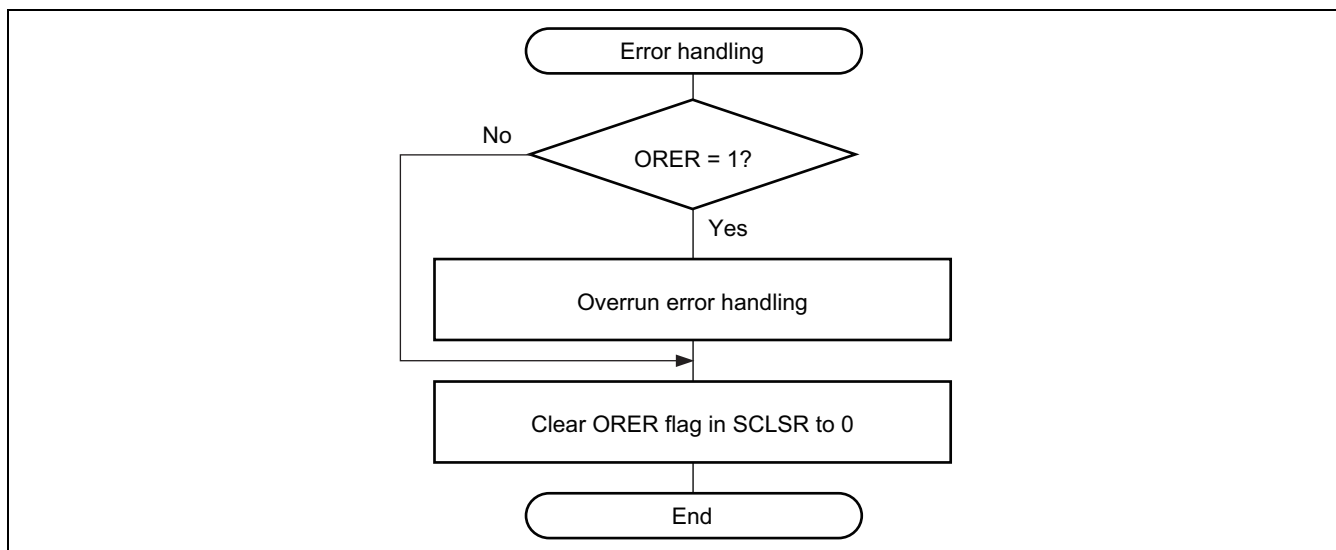 Error handling
No
ORER = 1?
Yes
Overrun error handling
Clear ORER flag in SCLSR to 0
End